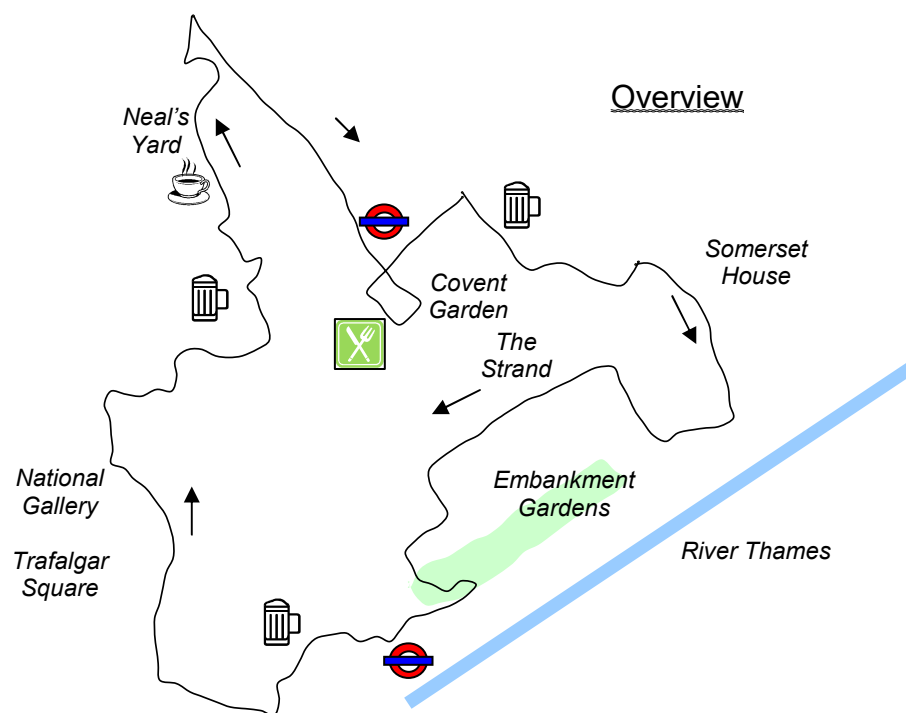 Overview
Neal's
Yard
Somerset
House
Covent
Garden
The
Strand
National
Gallery
Embankment
Gardens
Trafalgar
Square
River Thames